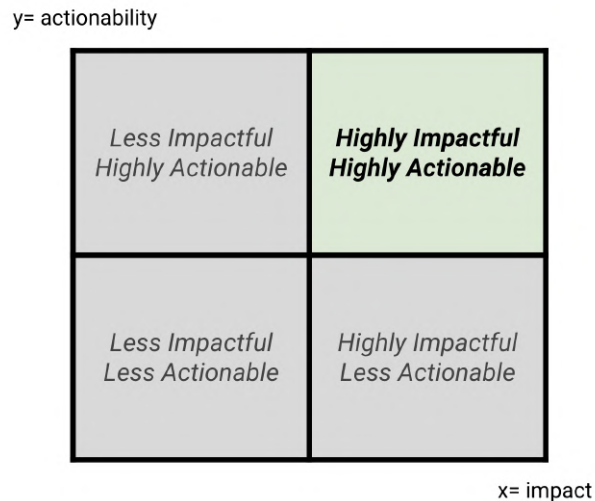 y= actionability
Less Impactful
Highly Actionable
Highly Impactful
Highly Actionable
Less Impactful
Less Actionable
Highly Impactful
Less Actionable
x= impact